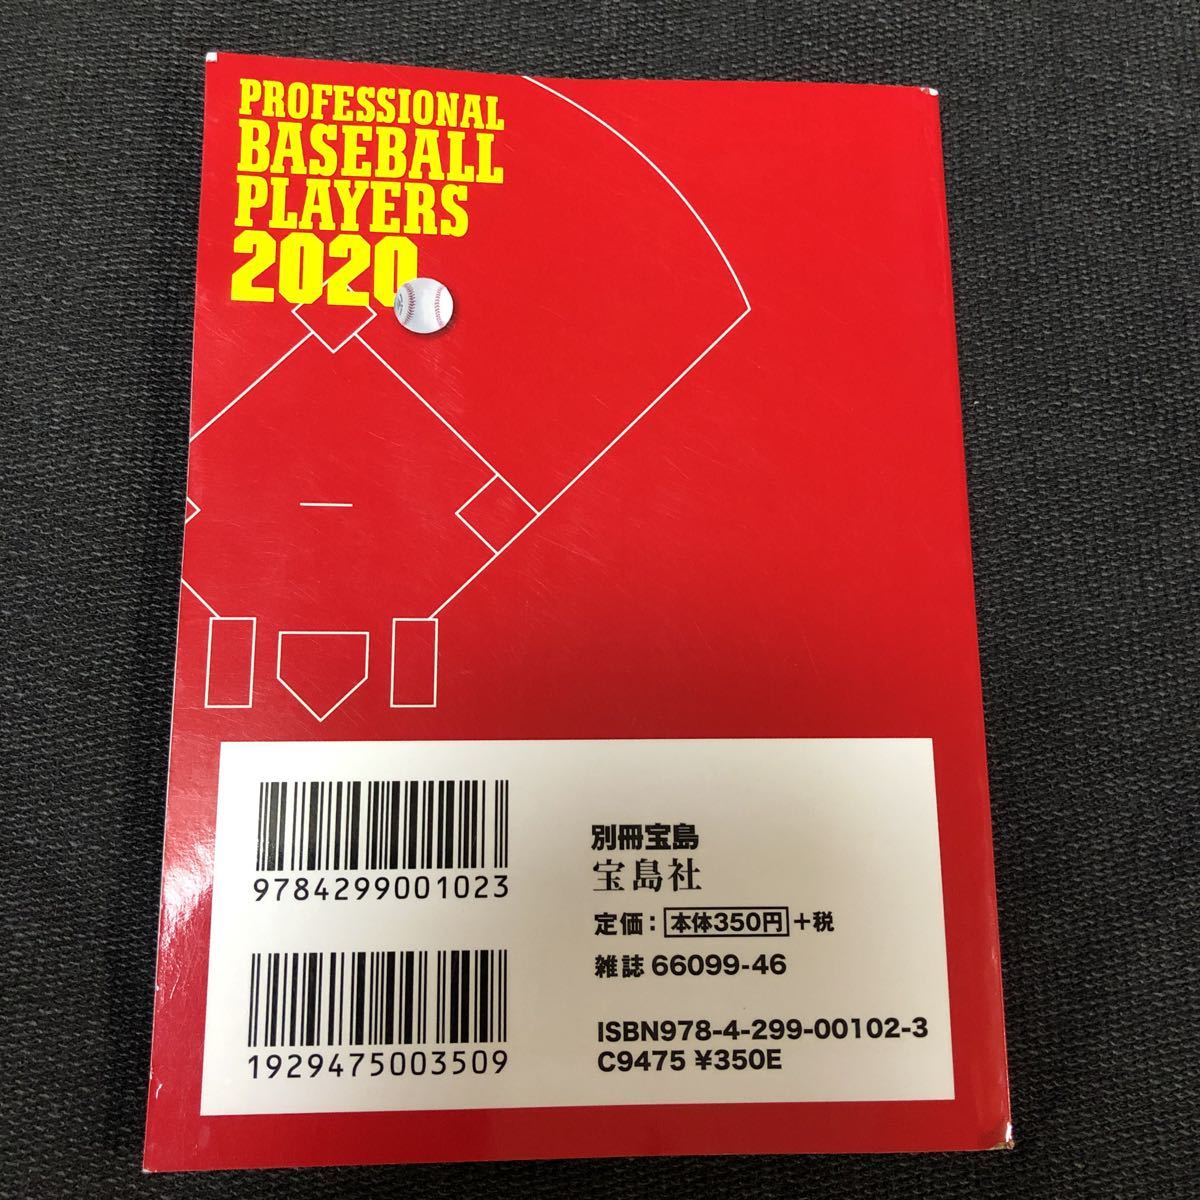 PROFESSIONAL
BASEBALL
PLAYERS
2020
9784299001023
1929475003509
別冊宝島
宝島社
定価:本体350円+税
雑誌 66099-46
ISBN978-4-299-00102-3
C9475 ¥350E